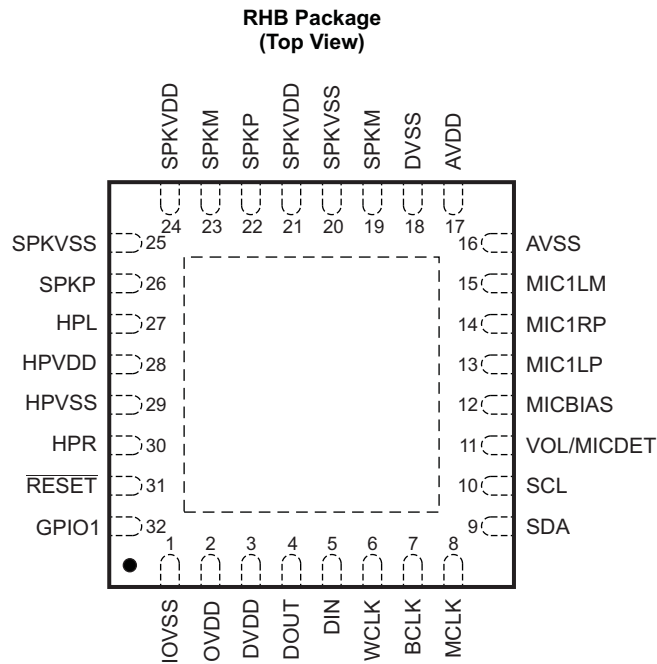 RHB Package
(Top View)
SPKVDD
SPKM
SPKP
SPKVDD
SPKVSS
SPKM
DVSS
AVDD
24 23 22 21 20 19 18 17
SPKVSS 25 16 AVSS
SPKP 26 15 MIC1LM
HPL 27 14 MIC1RP
HPVDD 28 13 MIC1LP
HPVSS 29 12 MICBIAS
HPR 30 11 VOL/MICDET
RESET 31 10 SCL
GPIO1 32 9 SDA
1 2 3 4 5 6 7 8
IOVSS
OVDD
DVDD
DOUT
DIN
WCLK
BCLK
MCLK